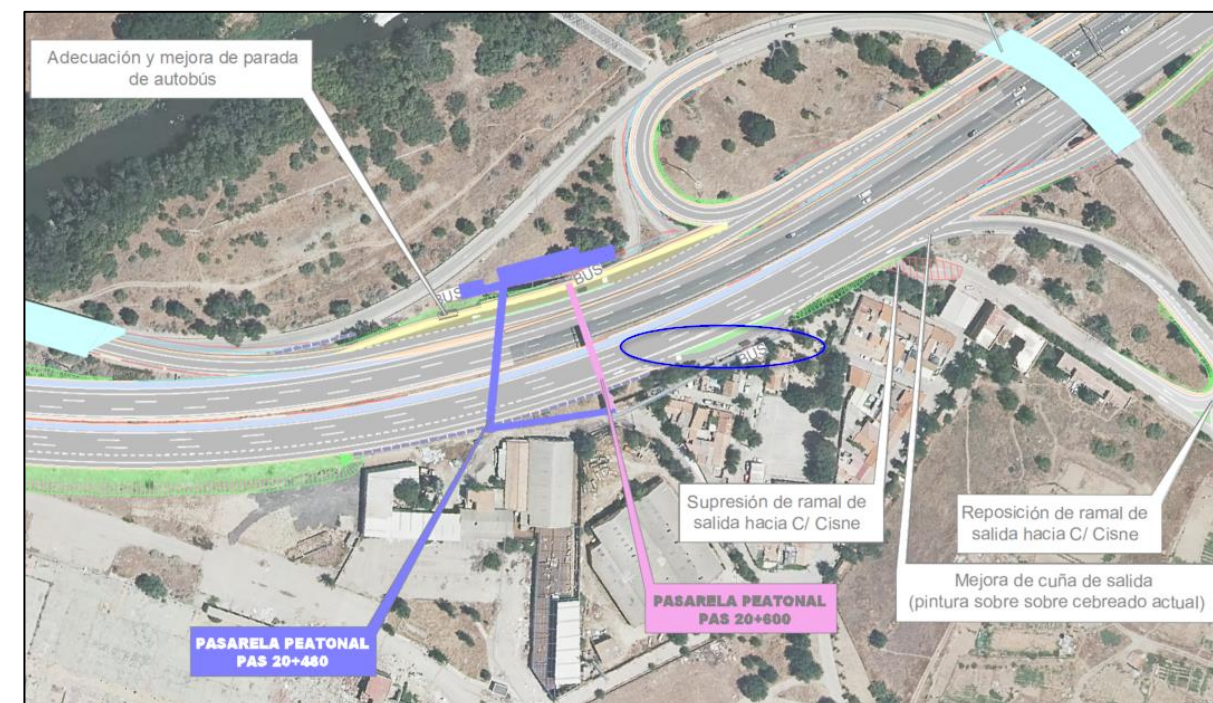 Adecuación y mejora de parada
de autobús
BUS
BUS
BUS
Supresión de ramal de
salida hacia C/ Cisne
Reposición de ramal de
salida hacia C/ Cisne
Mejora de cuña de salida
(pintura sobre sobre cebreado actual)
PASARELA PEATONAL
PAS 20+600
PASARELA PEATONAL
PAS 20+480